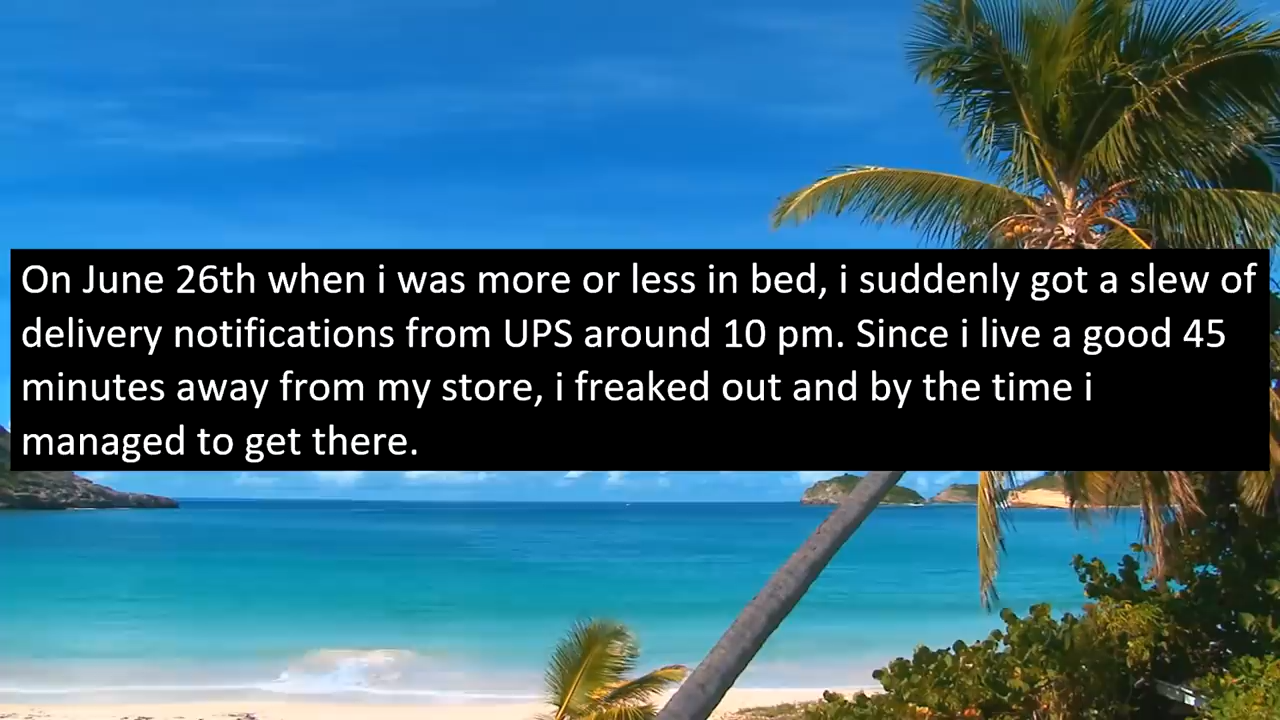 On June 26th when i was more or less in bed, i suddenly got a slew of
delivery notifications from UPS around 10 pm. Since i live a good 45
minutes away from my store, i freaked out and by the time i
managed to get there.